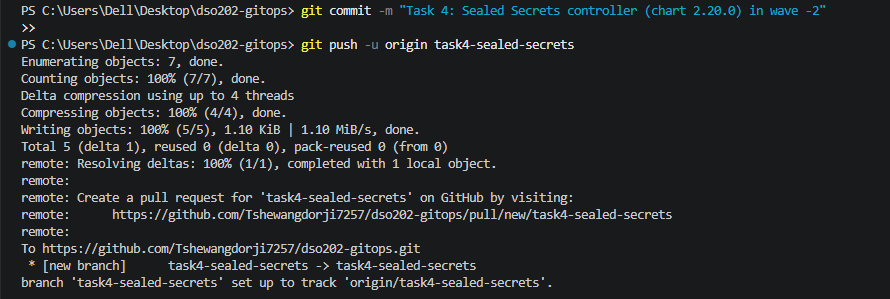 PS C:\Users\Dell\Desktop\dso202-gitops> git commit -m "Task 4: Sealed Secrets controller (chart 2.20.0) in wave -2"
>>
PS C:\Users\Dell\Desktop\dso202-gitops> git push -u origin task4-sealed-secrets
Enumerating objects: 7, done.
Counting objects: 100% (7/7), done.
Delta compression using up to 4 threads
Compressing objects: 100% (4/4), done.
Writing objects: 100% (5/5), 1.10 KiB | 1.10 MiB/s, done.
Total 5 (delta 1), reused 0 (delta 0), pack-reused 0 (from 0)
remote: Resolving deltas: 100% (1/1), completed with 1 local object.
remote:
remote: Create a pull request for 'task4-sealed-secrets' on GitHub by visiting:
remote:      https://github.com/Tshewangdorji7257/dso202-gitops/pull/new/task4-sealed-secrets
remote:
To https://github.com/Tshewangdorji7257/dso202-gitops.git
 * [new branch]      task4-sealed-secrets -> task4-sealed-secrets
branch 'task4-sealed-secrets' set up to track 'origin/task4-sealed-secrets'.